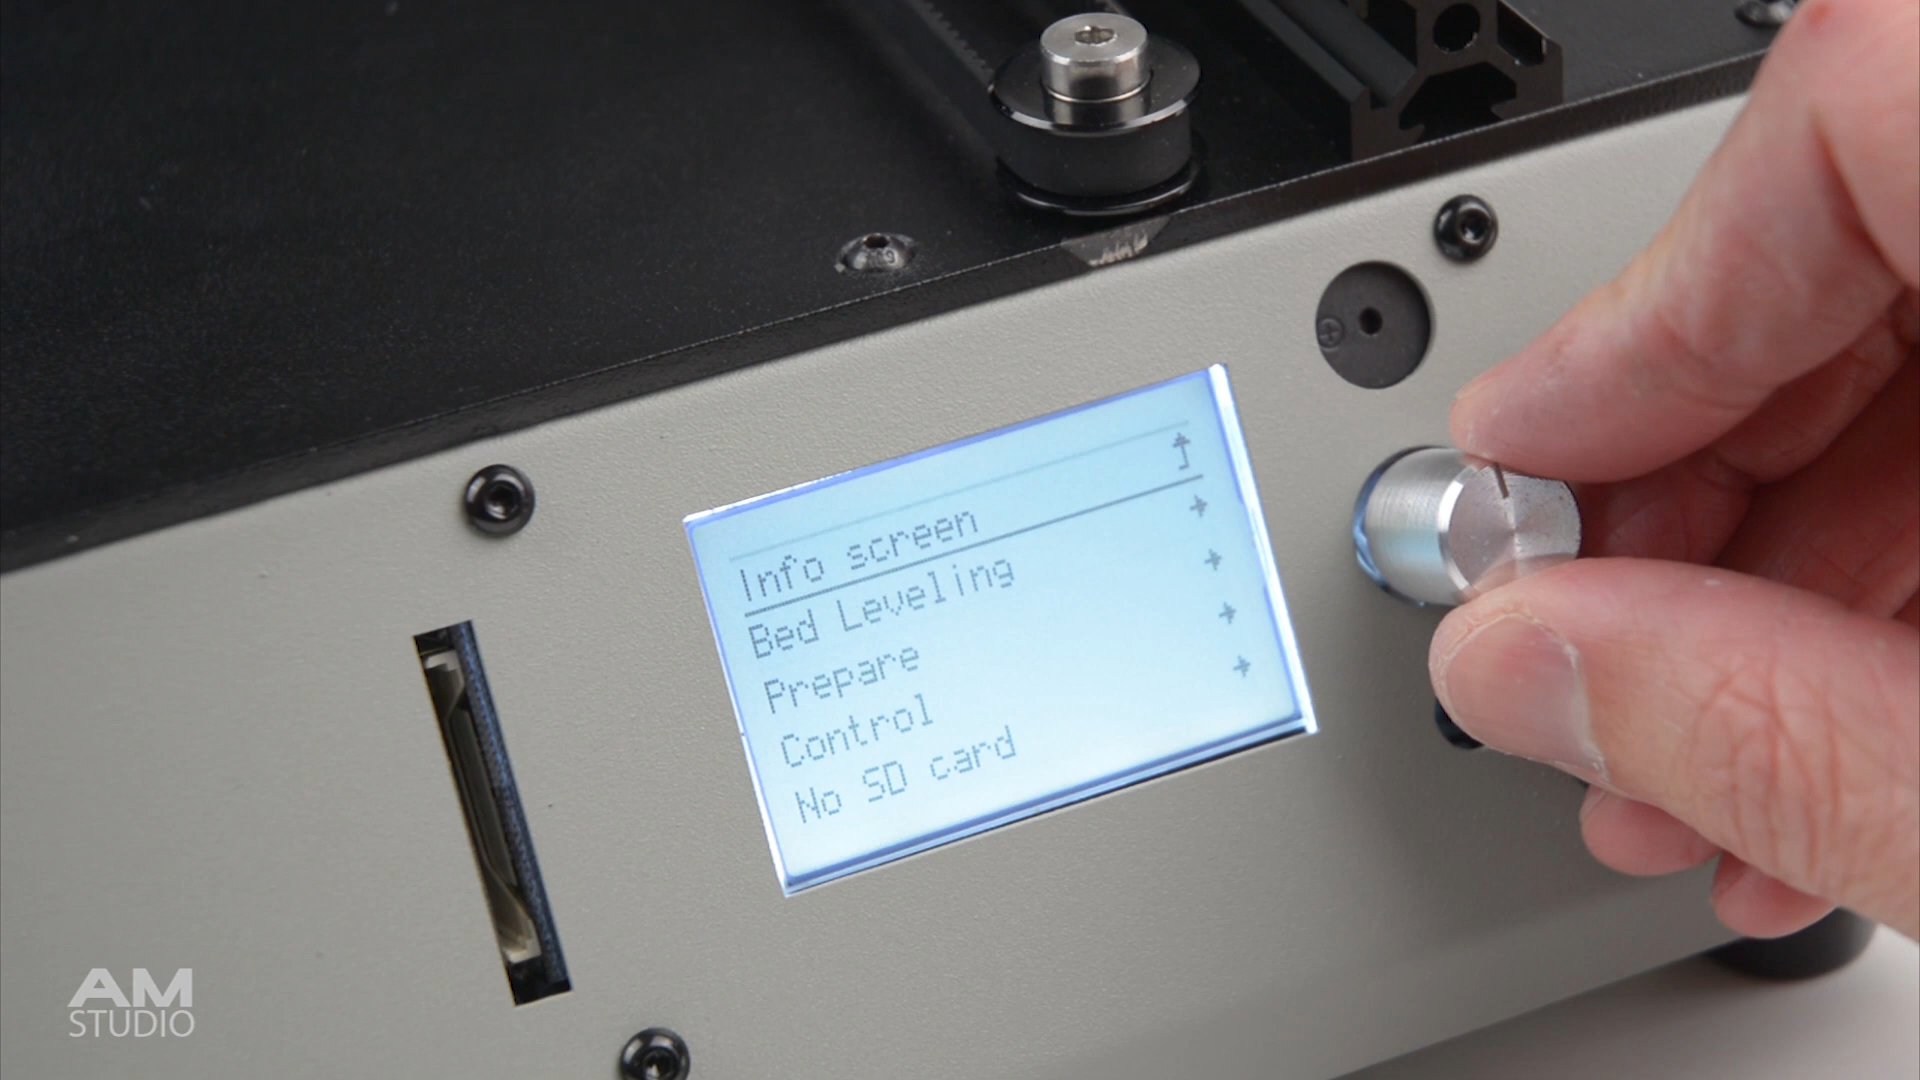 Info screen
Bed Leveling
Prepare
Control
No SD card
AM
STUDIO